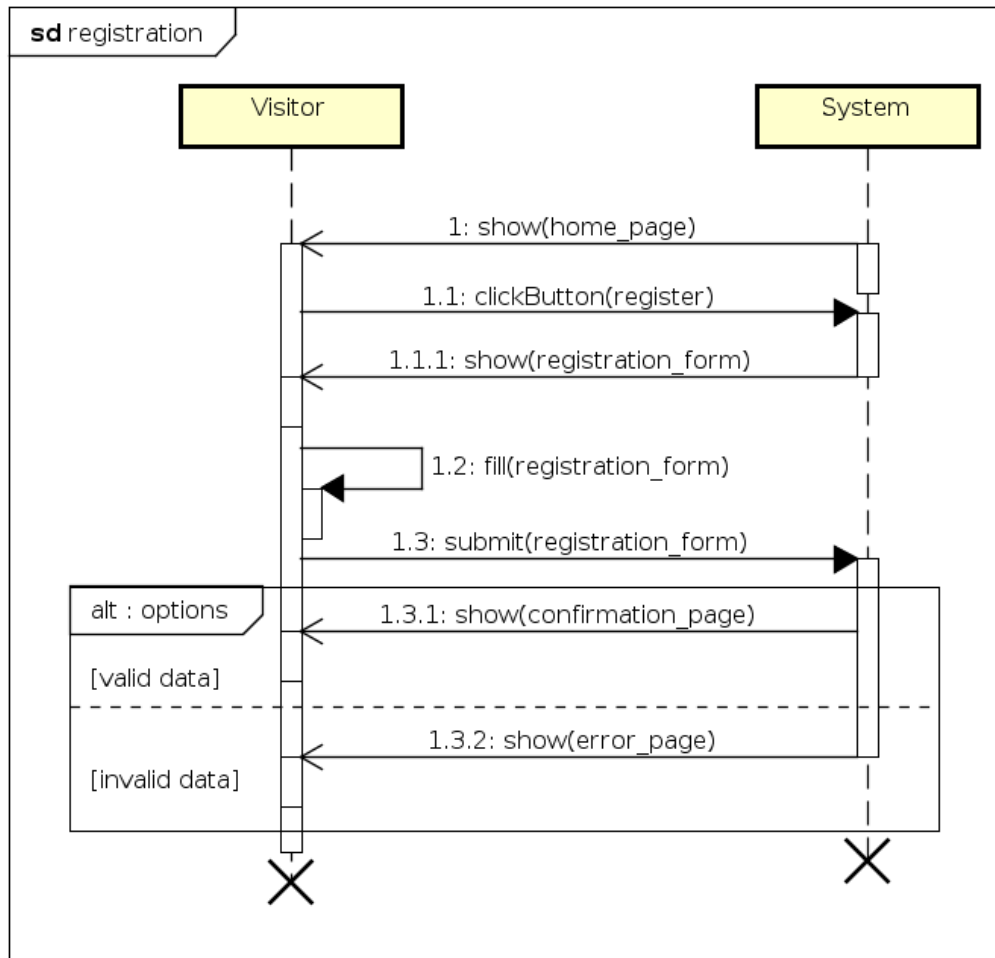 sd registration
Visitor
System
1: show(home_page)
1.1: clickButton(register)
1.1.1: show(registration_form)
1.2: fill(registration_form)
1.3: submit(registration_form)
alt : options
1.3.1: show(confirmation_page)
[valid data]
1.3.2: show(error_page)
[invalid data]